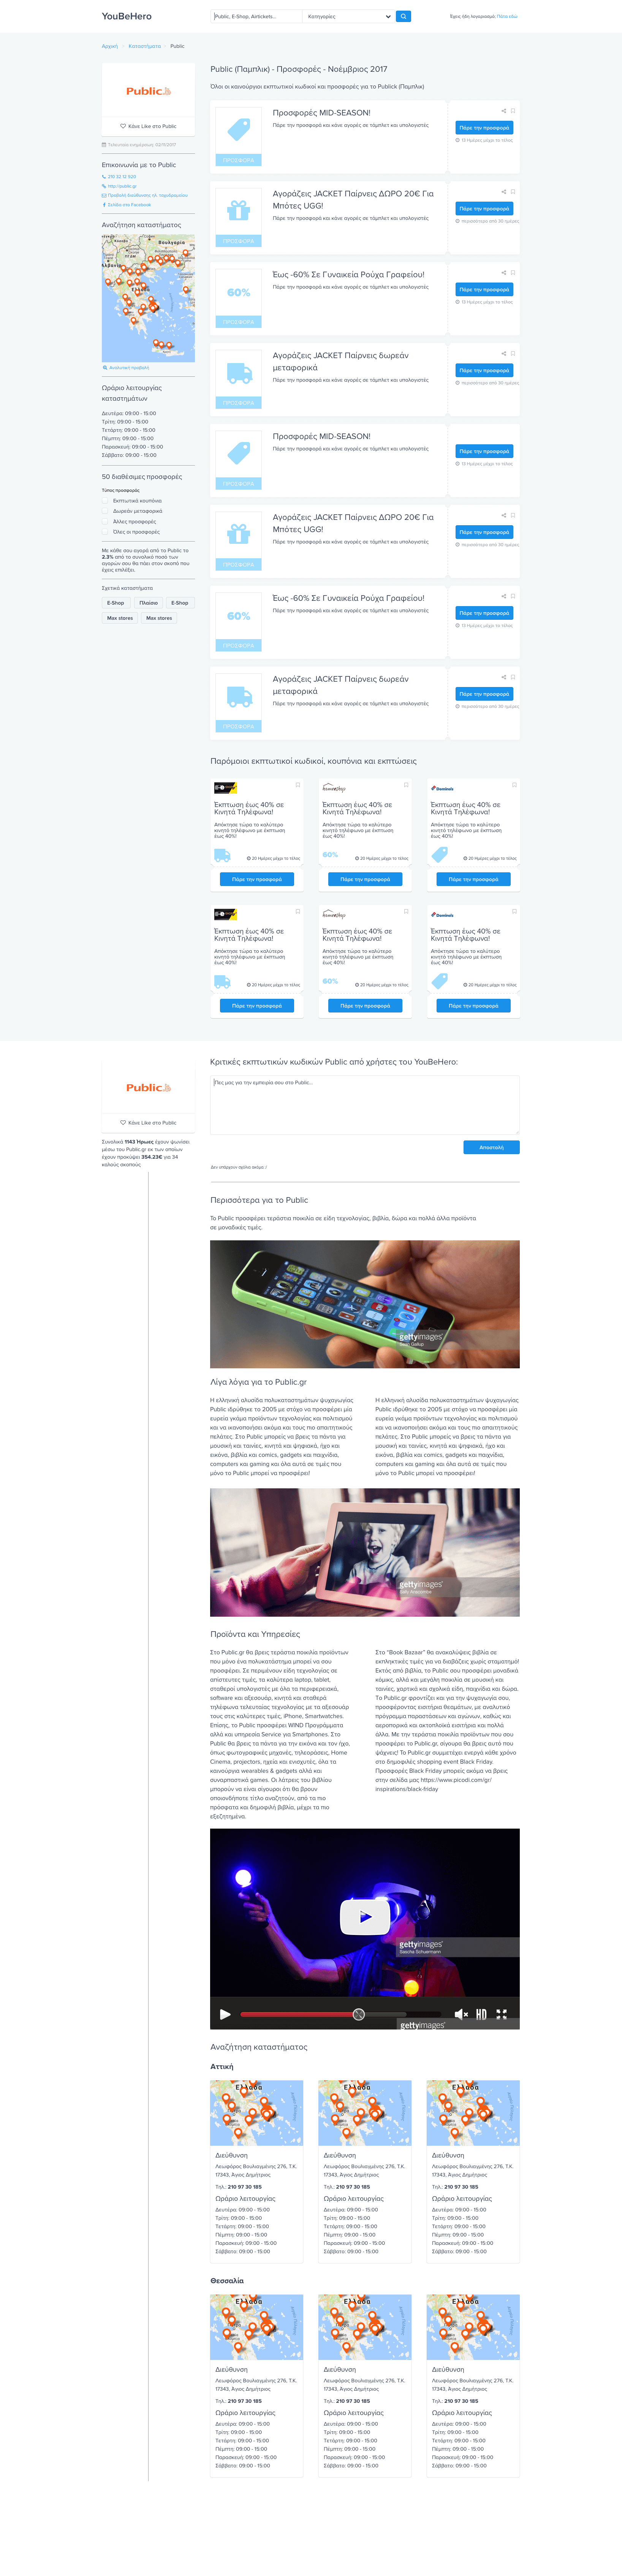 YouBeHero
Public, E-Shop, Airtickets...
Κατηγορίες
Έχεις ήδη λογαριασμό; Πάτα εδώ
Αρχική
Καταστήματα
Public
Public
Κάνε Like στο Public
Τελευταία ενημέρωση: 02/11/2017
Επικοινωνία με το Public
210 32 12 933
http://public.gr
Προβολή διεύθυνσης ηλ. ταχυδρομείου
Σελίδα στο Facebook
Αναζήτηση καταστήματος
Βουλγαρία
Ελλάδα
Αναλυτική προβολή
Ωράριο λειτουργίας
καταστημάτων
Δευτέρα: 09:00 - 15:00
Τρίτη: 09:00 - 15:00
Τετάρτη: 09:00 - 15:00
Πέμπτη: 09:00 - 15:00
Παρασκευή: 09:00 - 15:00
Σάββατο: 09:00 - 15:00
50 διαθέσιμες προσφορές
Τύπος προσφοράς
Εκπτωτικά κουπόνια
Δωρεάν μεταφορικά
Άλλες προσφορές
Όλες οι προσφορές
Με κάθε σου αγορά από το Public το
2.3% από το συνολικό ποσό των
αγορών σου θα πάει στον σκοπό που
έχεις επιλέξει.
Σχετικά καταστήματα
E-Shop
Πλαίσιο
E-Shop
Max stores
Max stores
Public (Παμπλικ) - Προσφορές - Νοέμβριος 2017
Όλοι οι καινούργιοι εκπτωτικοί κωδικοί και προσφορές για το Publick (Παμπλικ)
ΠΡΟΣΦΟΡΑ
Προσφορές MID-SEASON!
Πάρε την προσφορά και κάνε αγορές σε τάμπλετ και υπολογιστές
Πάρε την προσφορά
13 Ημέρες μέχρι το τέλος
ΠΡΟΣΦΟΡΑ
Αγοράζεις JACKET Παίρνεις ΔΩΡΟ 20€ Για
Μπότες UGG!
Πάρε την προσφορά και κάνε αγορές σε τάμπλετ και υπολογιστές
Πάρε την προσφορά
περισσότερο από 30 ημέρες
60%
ΠΡΟΣΦΟΡΑ
Έως -60% Σε Γυναικεία Ρούχα Γραφείου!
Πάρε την προσφορά και κάνε αγορές σε τάμπλετ και υπολογιστές
Πάρε την προσφορά
13 Ημέρες μέχρι το τέλος
ΠΡΟΣΦΟΡΑ
Αγοράζεις JACKET Παίρνεις δωρεάν
μεταφορικά
Πάρε την προσφορά και κάνε αγορές σε τάμπλετ και υπολογιστές
Πάρε την προσφορά
περισσότερο από 30 ημέρες
ΠΡΟΣΦΟΡΑ
Προσφορές MID-SEASON!
Πάρε την προσφορά και κάνε αγορές σε τάμπλετ και υπολογιστές
Πάρε την προσφορά
13 Ημέρες μέχρι το τέλος
ΠΡΟΣΦΟΡΑ
Αγοράζεις JACKET Παίρνεις ΔΩΡΟ 20€ Για
Μπότες UGG!
Πάρε την προσφορά και κάνε αγορές σε τάμπλετ και υπολογιστές
Πάρε την προσφορά
περισσότερο από 30 ημέρες
60%
ΠΡΟΣΦΟΡΑ
Έως -60% Σε Γυναικεία Ρούχα Γραφείου!
Πάρε την προσφορά και κάνε αγορές σε τάμπλετ και υπολογιστές
Πάρε την προσφορά
13 Ημέρες μέχρι το τέλος
ΠΡΟΣΦΟΡΑ
Αγοράζεις JACKET Παίρνεις δωρεάν
μεταφορικά
Πάρε την προσφορά και κάνε αγορές σε τάμπλετ και υπολογιστές
Πάρε την προσφορά
περισσότερο από 30 ημέρες
Παρόμοιοι εκπτωτικοί κωδικοί, κουπόνια και εκπτώσεις
Έκπτωση έως 40% σε
Κινητά Τηλέφωνα!
Απόκτησε τώρα το καλύτερο
κινητό τηλέφωνο με έκπτωση
έως 40%!
20 Ημέρες μέχρι το τέλος
Πάρε την προσφορά
Έκπτωση έως 40% σε
Κινητά Τηλέφωνα!
Απόκτησε τώρα το καλύτερο
κινητό τηλέφωνο με έκπτωση
έως 40%!
60%
20 Ημέρες μέχρι το τέλος
Πάρε την προσφορά
Domino's
Έκπτωση έως 40% σε
Κινητά Τηλέφωνα!
Απόκτησε τώρα το καλύτερο
κινητό τηλέφωνο με έκπτωση
έως 40%!
20 Ημέρες μέχρι το τέλος
Πάρε την προσφορά
Έκπτωση έως 40% σε
Κινητά Τηλέφωνα!
Απόκτησε τώρα το καλύτερο
κινητό τηλέφωνο με έκπτωση
έως 40%!
20 Ημέρες μέχρι το τέλος
Πάρε την προσφορά
Έκπτωση έως 40% σε
Κινητά Τηλέφωνα!
Απόκτησε τώρα το καλύτερο
κινητό τηλέφωνο με έκπτωση
έως 40%!
60%
20 Ημέρες μέχρι το τέλος
Πάρε την προσφορά
Domino's
Έκπτωση έως 40% σε
Κινητά Τηλέφωνα!
Απόκτησε τώρα το καλύτερο
κινητό τηλέφωνο με έκπτωση
έως 40%!
20 Ημέρες μέχρι το τέλος
Πάρε την προσφορά
Public
Κάνε Like στο Public
Συνολικά 1143 Ήρωες έχουν ψωνίσει
μέσω του Public.gr εκ των οποίων
έχουν προκύψει 354.23€ για 34
καλούς σκοπούς
Κριτικές εκπτωτικών κωδικών Public από χρήστες του YouBeHero:
Πες μας για την εμπειρία σου στο Public...
Αποστολή
Δεν υπάρχουν σχόλια ακόμα :/
Περισσότερα για το Public
Το Public προσφέρει τεράστια ποικιλία σε είδη τεχνολογίας, βιβλία, δώρα και πολλά άλλα προϊόντα
σε μοναδικές τιμές.
gettyimages
Sean Gallup
Λίγα λόγια για το Public.gr
Η ελληνική αλυσίδα πολυκαταστημάτων ψυχαγωγίας
Public ιδρύθηκε το 2005 με στόχο να προσφέρει μία
ευρεία γκάμα προϊόντων τεχνολογίας και πολιτισμού
και να ικανοποιήσει ακόμα και τους πιο απαιτητικούς
πελάτες. Στο Public μπορείς να βρεις τα πάντα για
μουσική και ταινίες, κινητά και ψηφιακά, ήχο και
εικόνα, βιβλία και comics, gadgets και παιχνίδια,
computers και gaming και όλα αυτά σε τιμές που
μόνο το Public μπορεί να προσφέρει!
Η ελληνική αλυσίδα πολυκαταστημάτων ψυχαγωγίας
Public ιδρύθηκε το 2005 με στόχο να προσφέρει μία
ευρεία γκάμα προϊόντων τεχνολογίας και πολιτισμού
και να ικανοποιήσει ακόμα και τους πιο απαιτητικούς
πελάτες. Στο Public μπορείς να βρεις τα πάντα για
μουσική και ταινίες, κινητά και ψηφιακά, ήχο και
εικόνα, βιβλία και comics, gadgets και παιχνίδια,
computers και gaming και όλα αυτά σε τιμές που
μόνο το Public μπορεί να προσφέρει!
gettyimages
Προϊόντα και Υπηρεσίες
Στο Public.gr θα βρεις τεράστια ποικιλία προϊόντων
που μόνο ένα πολυκατάστημα μπορεί να σου
προσφέρει. Σε περιμένουν είδη τεχνολογίας σε
απίστευτες τιμές, τα καλύτερα laptop, tablet,
σταθεροί υπολογιστές με όλα τα περιφερειακά,
software και αξεσουάρ, κινητά και σταθερά
τηλέφωνα τελευταίας τεχνολογίας με τα αξεσουάρ
τους στις καλύτερες τιμές, iPhone, Smartwatches.
Επίσης, το Public προσφέρει WIND Προγράμματα
αλλά και υπηρεσία Service για Smartphones. Στο
Public θα βρεις τα πάντα για την εικόνα και τον ήχο,
όπως φωτογραφικές μηχανές, τηλεοράσεις, Home
Cinema, projectors, ηχεία και ενισχυτές, όλα τα
καινούργια wearables & gadgets αλλά και
συναρπαστικά games. Οι λάτρεις του βιβλίου
μπορούν να είναι σίγουροι ότι θα βρουν
οποιονδήποτε τίτλο αναζητούν, από τα πιο
πρόσφατα και δημοφιλή βιβλία, μέχρι τα πιο
εξεζητημένα.
Στο "Book Bazaar" θα ανακαλύψεις βιβλία σε
εκπληκτικές τιμές για να διαβάζεις χωρίς σταματημό!
Εκτός από βιβλία, το Public σου προσφέρει μοναδικά
κόμικς, αλλά και μεγάλη ποικιλία σε μουσική και
ταινίες, χαρτικά και σχολικά είδη, παιχνίδια και δώρα.
Το Public.gr φροντίζει και για την ψυχαγωγία σου,
προσφέροντας εισιτήρια θεαμάτων, με αναλυτικό
πρόγραμμα παραστάσεων και αγώνων, καθώς και
αεροπορικά και ακτοπλοϊκά εισιτήρια και πολλά
άλλα. Με την τεράστια ποικιλία προϊόντων που σου
προσφέρει το Public.gr, σίγουρα θα βρεις αυτό που
ψάχνεις! Το Public.gr συμμετέχει ενεργά κάθε χρόνο
στο δημοφιλές shopping event Black Friday.
Προσφορές Black Friday μπορείς ακόμα να βρεις
στην σελίδα μας https://www.picodi.com/gr/
inspirations/black-friday
gettyimages
Sascha Schuermann
HD
gettyimages
Αναζήτηση καταστήματος
Αττική
Ελλάδα
Διεύθυνση
Λεωφόρος Βουλιαγμένης 276, Τ.Κ.
17343, Άγιος Δημήτριος
Τηλ.: 210 97 30 185
Ωράριο λειτουργίας
Δευτέρα: 09:00 - 15:00
Τρίτη: 09:00 - 15:00
Τετάρτη: 09:00 - 15:00
Πέμπτη: 09:00 - 15:00
Παρασκευή: 09:00 - 15:00
Σάββατο: 09:00 - 15:00
Ελλάδα
Διεύθυνση
Λεωφόρος Βουλιαγμένης 276, Τ.Κ.
17343, Άγιος Δημήτριος
Τηλ.: 210 97 30 185
Ωράριο λειτουργίας
Δευτέρα: 09:00 - 15:00
Τρίτη: 09:00 - 15:00
Τετάρτη: 09:00 - 15:00
Πέμπτη: 09:00 - 15:00
Παρασκευή: 09:00 - 15:00
Σάββατο: 09:00 - 15:00
Ελλάδα
Διεύθυνση
Λεωφόρος Βουλιαγμένης 276, Τ.Κ.
17343, Άγιος Δημήτριος
Τηλ.: 210 97 30 185
Ωράριο λειτουργίας
Δευτέρα: 09:00 - 15:00
Τρίτη: 09:00 - 15:00
Τετάρτη: 09:00 - 15:00
Πέμπτη: 09:00 - 15:00
Παρασκευή: 09:00 - 15:00
Σάββατο: 09:00 - 15:00
Θεσσαλία
Ελλάδα
Διεύθυνση
Λεωφόρος Βουλιαγμένης 276, Τ.Κ.
17343, Άγιος Δημήτριος
Τηλ.: 210 97 30 185
Ωράριο λειτουργίας
Δευτέρα: 09:00 - 15:00
Τρίτη: 09:00 - 15:00
Τετάρτη: 09:00 - 15:00
Πέμπτη: 09:00 - 15:00
Παρασκευή: 09:00 - 15:00
Σάββατο: 09:00 - 15:00
Ελλάδα
Διεύθυνση
Λεωφόρος Βουλιαγμένης 276, Τ.Κ.
17343, Άγιος Δημήτριος
Τηλ.: 210 97 30 185
Ωράριο λειτουργίας
Δευτέρα: 09:00 - 15:00
Τρίτη: 09:00 - 15:00
Τετάρτη: 09:00 - 15:00
Πέμπτη: 09:00 - 15:00
Παρασκευή: 09:00 - 15:00
Σάββατο: 09:00 - 15:00
Ελλάδα
Διεύθυνση
Λεωφόρος Βουλιαγμένης 276, Τ.Κ.
17343, Άγιος Δημήτριος
Τηλ.: 210 97 30 185
Ωράριο λειτουργίας
Δευτέρα: 09:00 - 15:00
Τρίτη: 09:00 - 15:00
Τετάρτη: 09:00 - 15:00
Πέμπτη: 09:00 - 15:00
Παρασκευή: 09:00 - 15:00
Σάββατο: 09:00 - 15:00